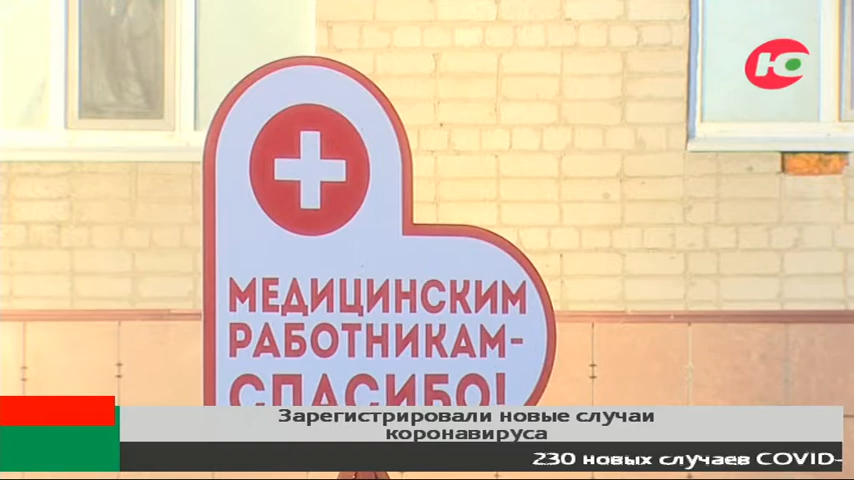 Ю
МЕДИЦИНСКИМ
РАБОТНИКАМ-
СПАСИБО!
Зарегистрировали новые случаи
коронавируса
230 новых случаев COVID-